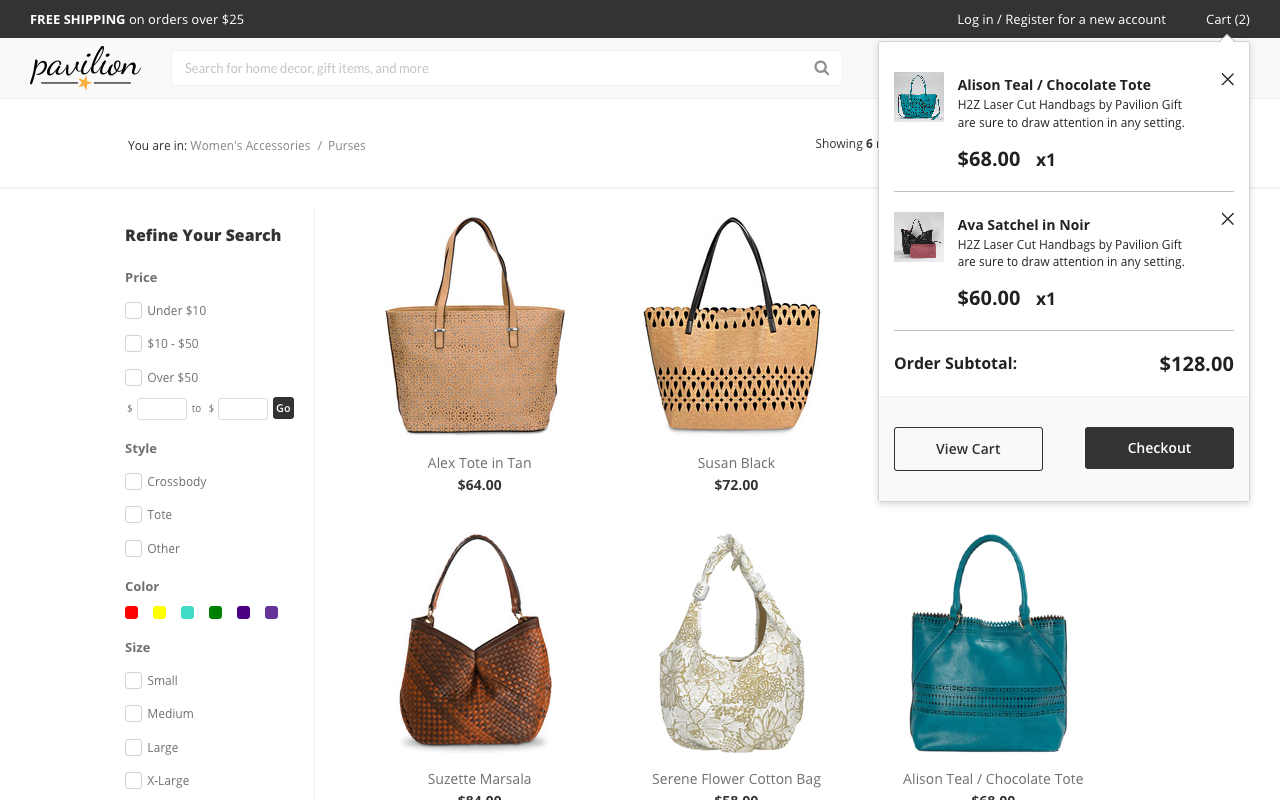 FREE SHIPPING on orders over $25
Log in / Register for a new account
Cart (2)
pavilion
Search for home decor, gift items, and more
You are in: Women's Accessories / Purses
Showing 6
Alison Teal / Chocolate Tote
H2Z Laser Cut Handbags by Pavilion Gift
are sure to draw attention in any setting.
$68.00 x1
Ava Satchel in Noir
H2Z Laser Cut Handbags by Pavilion Gift
are sure to draw attention in any setting.
$60.00 x1
Order Subtotal: $128.00
View Cart
Checkout
Refine Your Search
Price
Under $10
$10 - $50
Over $50
$ to $ Go
Style
Crossbody
Tote
Other
Color
Size
Small
Medium
Large
X-Large
Alex Tote in Tan
$64.00
Susan Black
$72.00
Suzette Marsala
$84.00
Serene Flower Cotton Bag
$58.00
Alison Teal / Chocolate Tote
$68.00